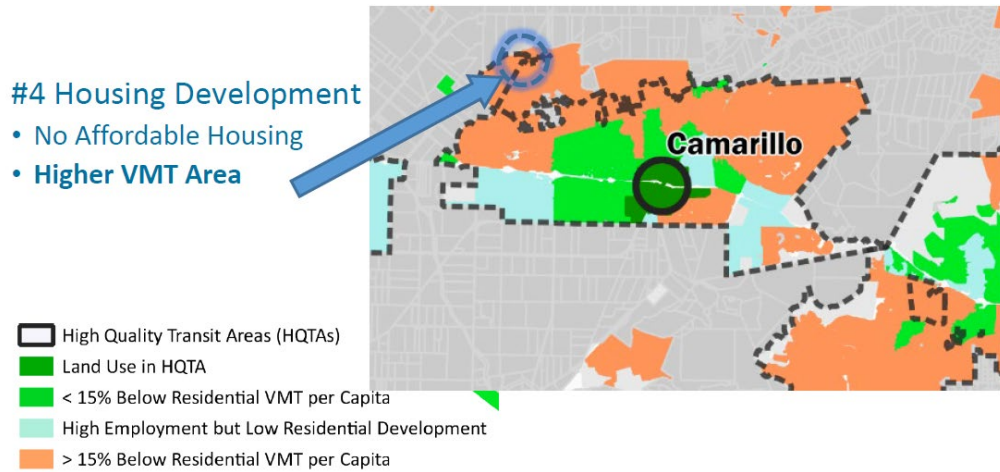 #4 Housing Development
• No Affordable Housing
• Higher VMT Area
Camarillo
High Quality Transit Areas (HQTAs)
Land Use in HQTA
< 15% Below Residential VMT per Capita
High Employment but Low Residential Development
> 15% Below Residential VMT per Capita